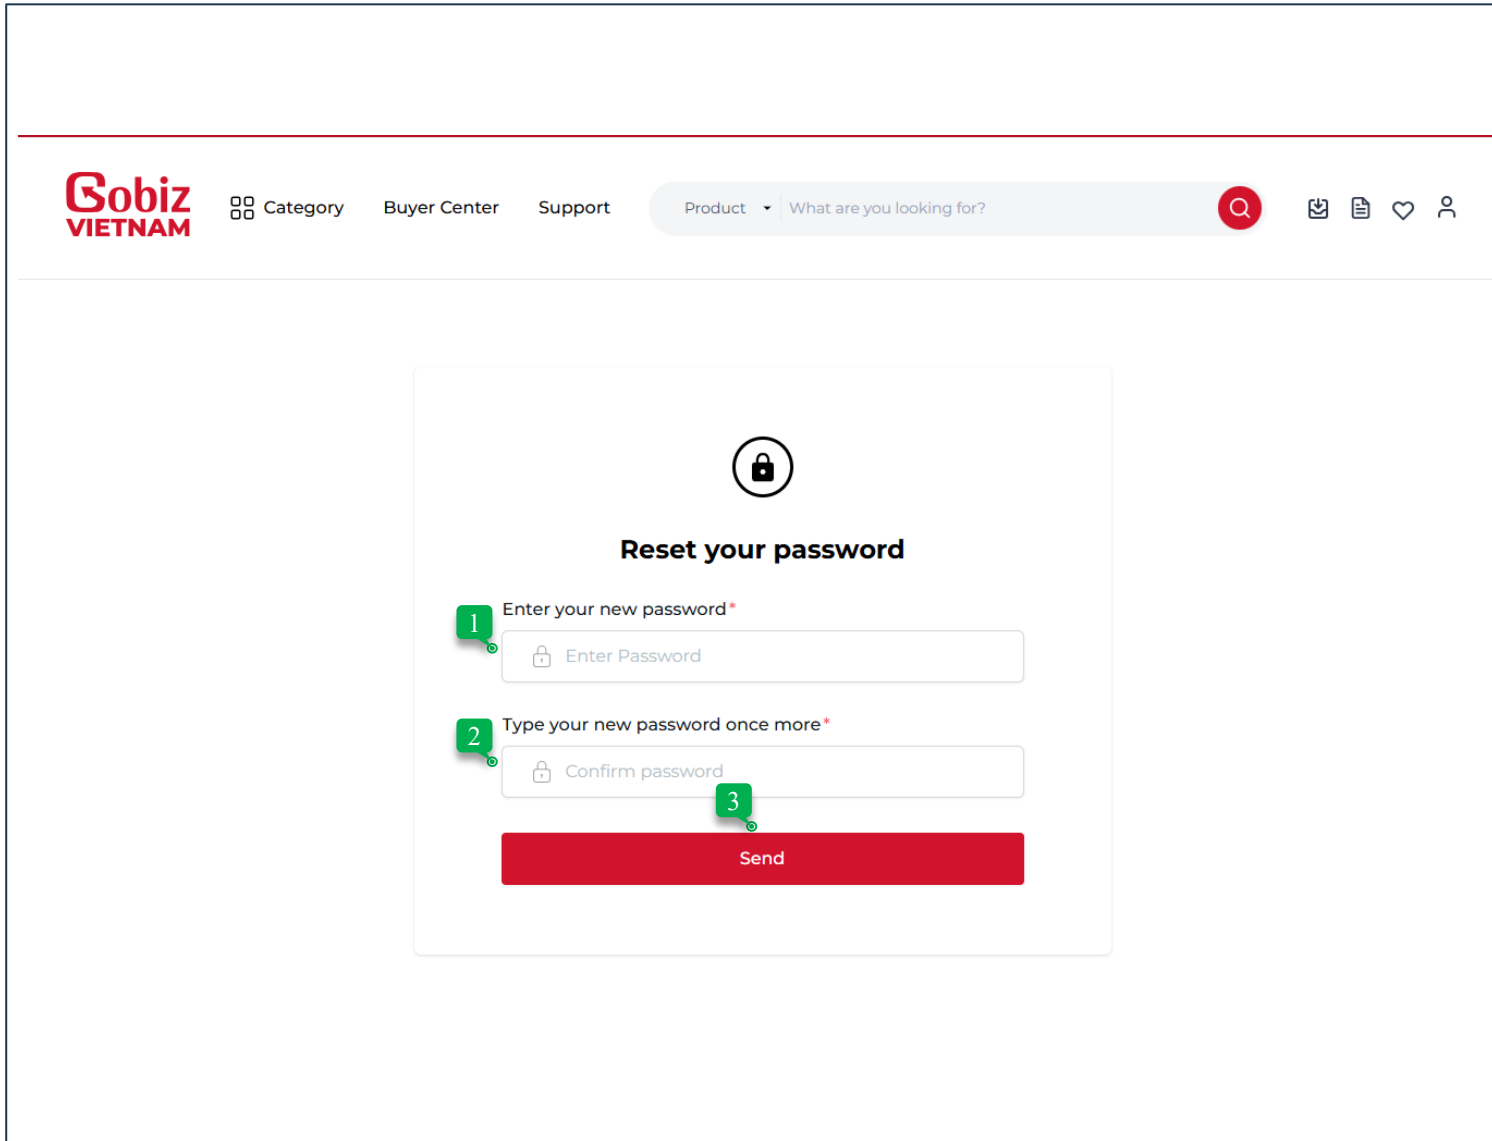 Gobiz
VIETNAM
Category
Buyer Center
Support
Product
What are you looking for?
Reset your password
Enter your new password*
1
Enter Password
Type your new password once more*
2
Confirm password
3
Send